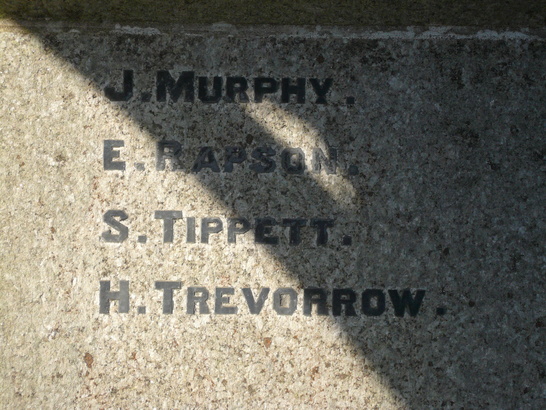 J. MURPHY.
E. RAPSON.
S. TIPPETT.
H. TREVORROW.